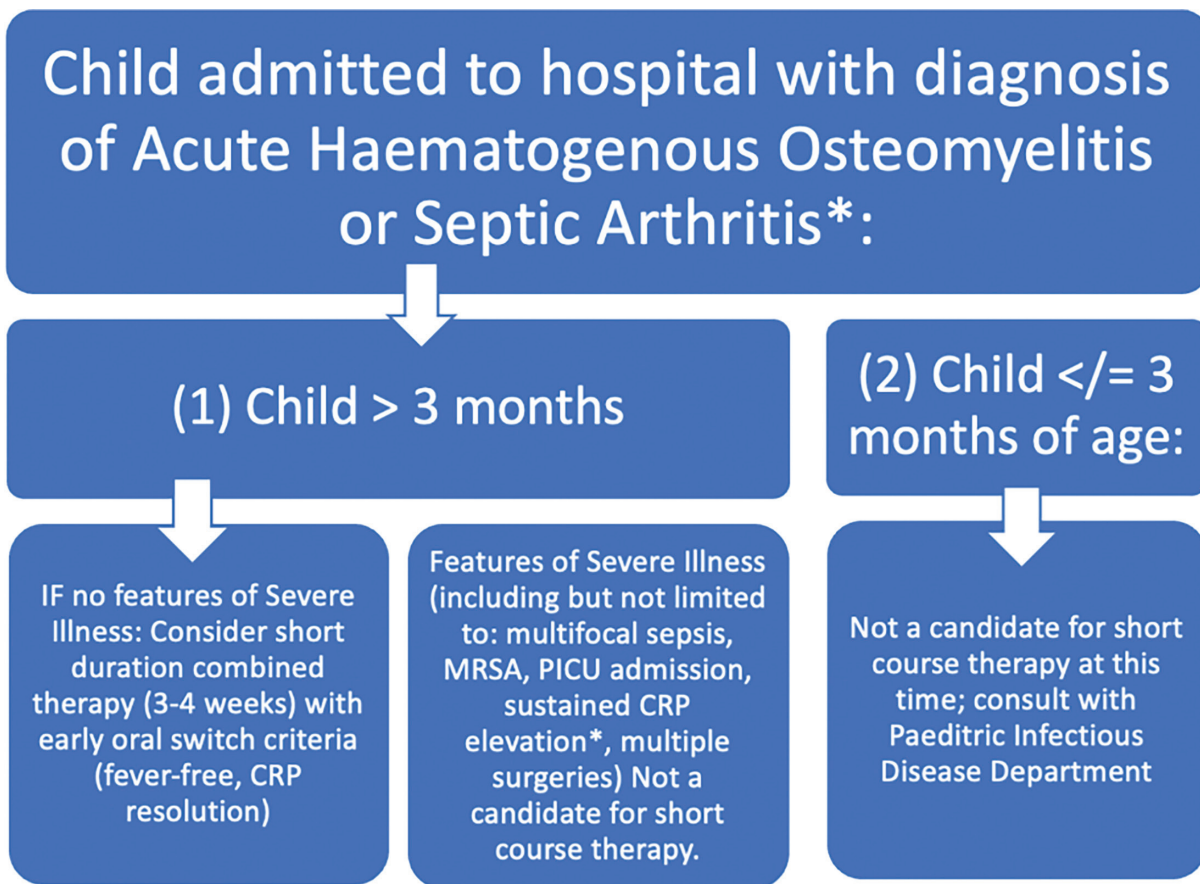 Child admitted to hospital with diagnosis
of Acute Haematogenous Osteomyelitis
or Septic Arthritis*:
(1) Child > 3 months
(2) Child </= 3
months of age:
IF no features of Severe
Illness: Consider short
duration combined
therapy (3-4 weeks) with
early oral switch criteria
(fever-free, CRP
resolution)
Features of Severe Illness
(including but not limited
to: multifocal sepsis,
MRSA, PICU admission,
sustained CRP
elevation*, multiple
surgeries) Not a
candidate for short
course therapy.
Not a candidate for short
course therapy at this
time; consult with
Paeditric Infectious
Disease Department